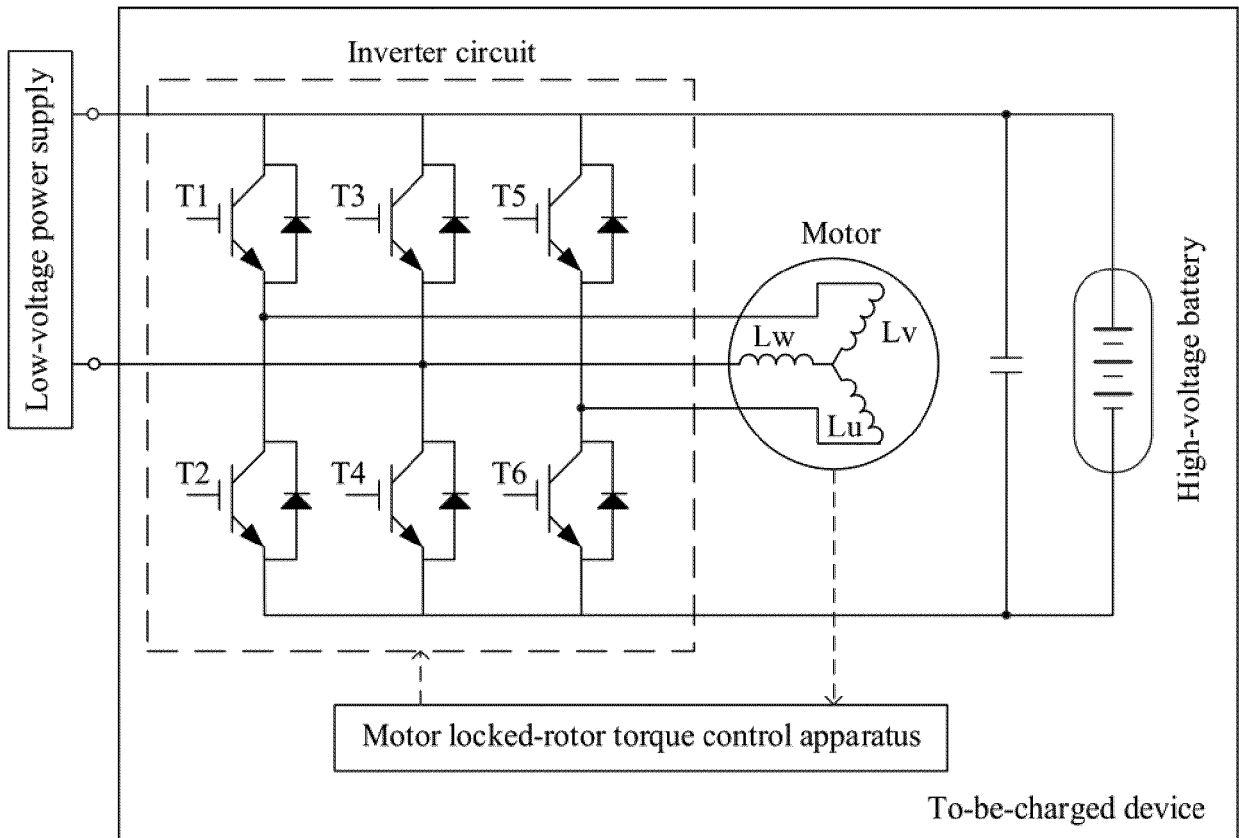 Inverter circuit
Low-voltage power supply
T1
T3
T5
Motor
Lw
Lv
Lu
T2
T4
T6
High-voltage battery
Motor locked-rotor torque control apparatus
To-be-charged device